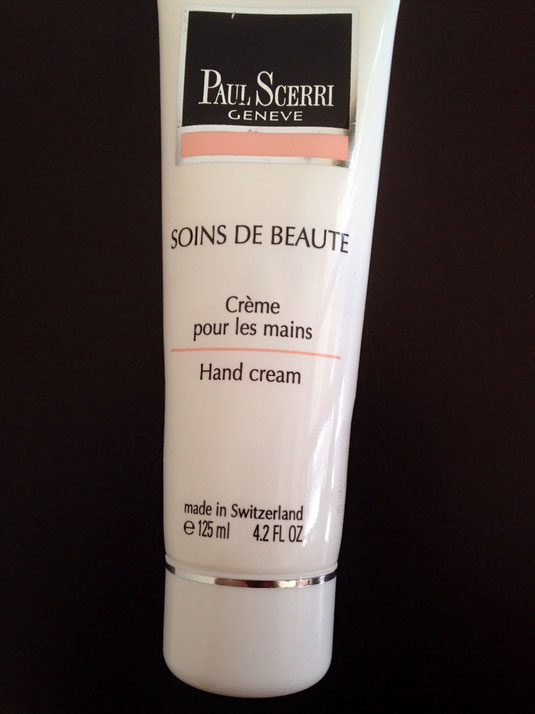 PAUL SCERRI
GENEVE
SOINS DE BEAUTE
Crème
pour les mains
Hand cream
made in Switzerland
℮ 125 ml 4.2 FL OZ